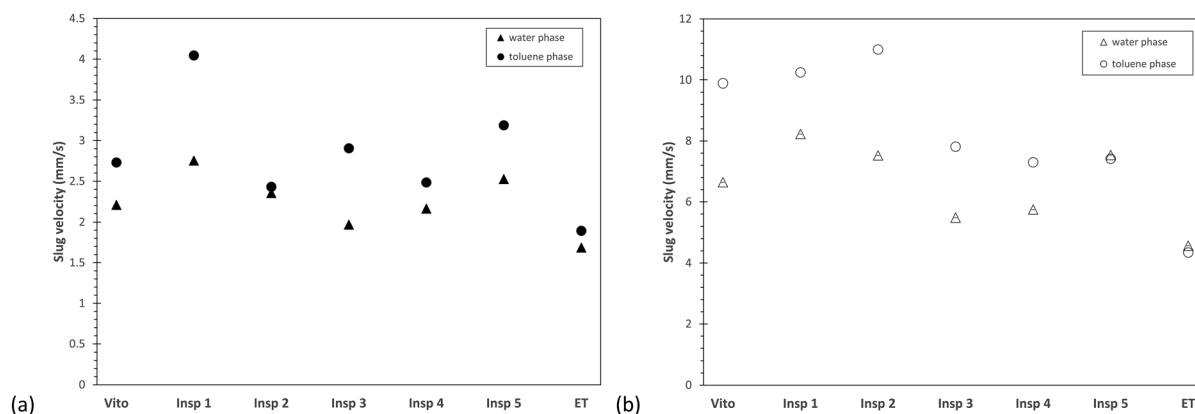 4.5
4
3.5
3
2.5
2
1.5
1
0.5
0
Slug velocity (mm/s)
water phase
toluene phase
Vito Insp 1 Insp 2 Insp 3 Insp 4 Insp 5 ET
(a)
12
10
8
6
4
2
0
Slug velocity (mm/s)
water phase
toluene phase
Vito Insp 1 Insp 2 Insp 3 Insp 4 Insp 5 ET
(b)